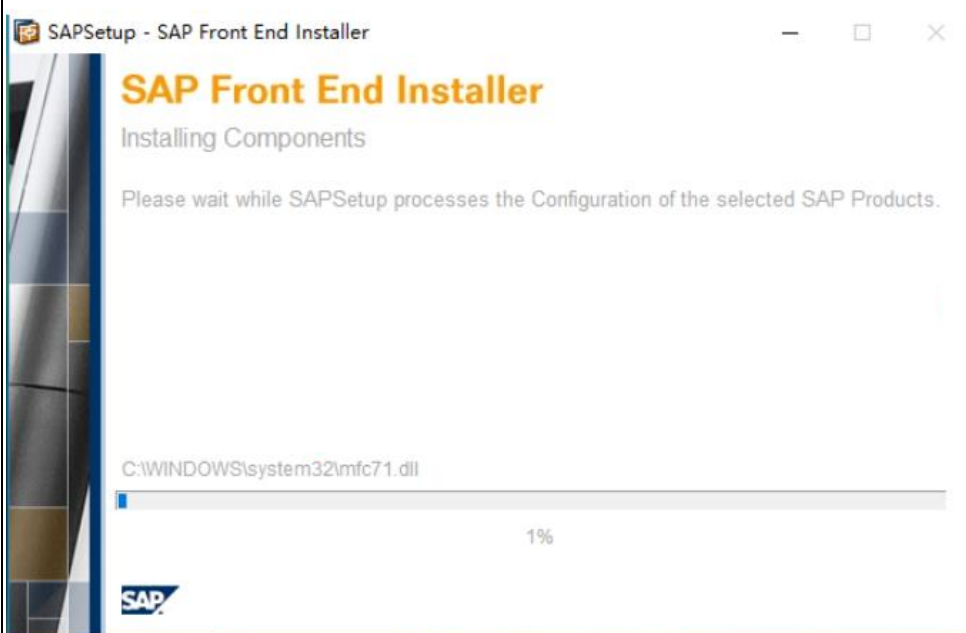 SAPSetup - SAP Front End Installer
SAP Front End Installer
Installing Components
Please wait while SAPSetup processes the Configuration of the selected SAP Products.
C:\WINDOWS\system32\mfc71.dll
1%
SAP